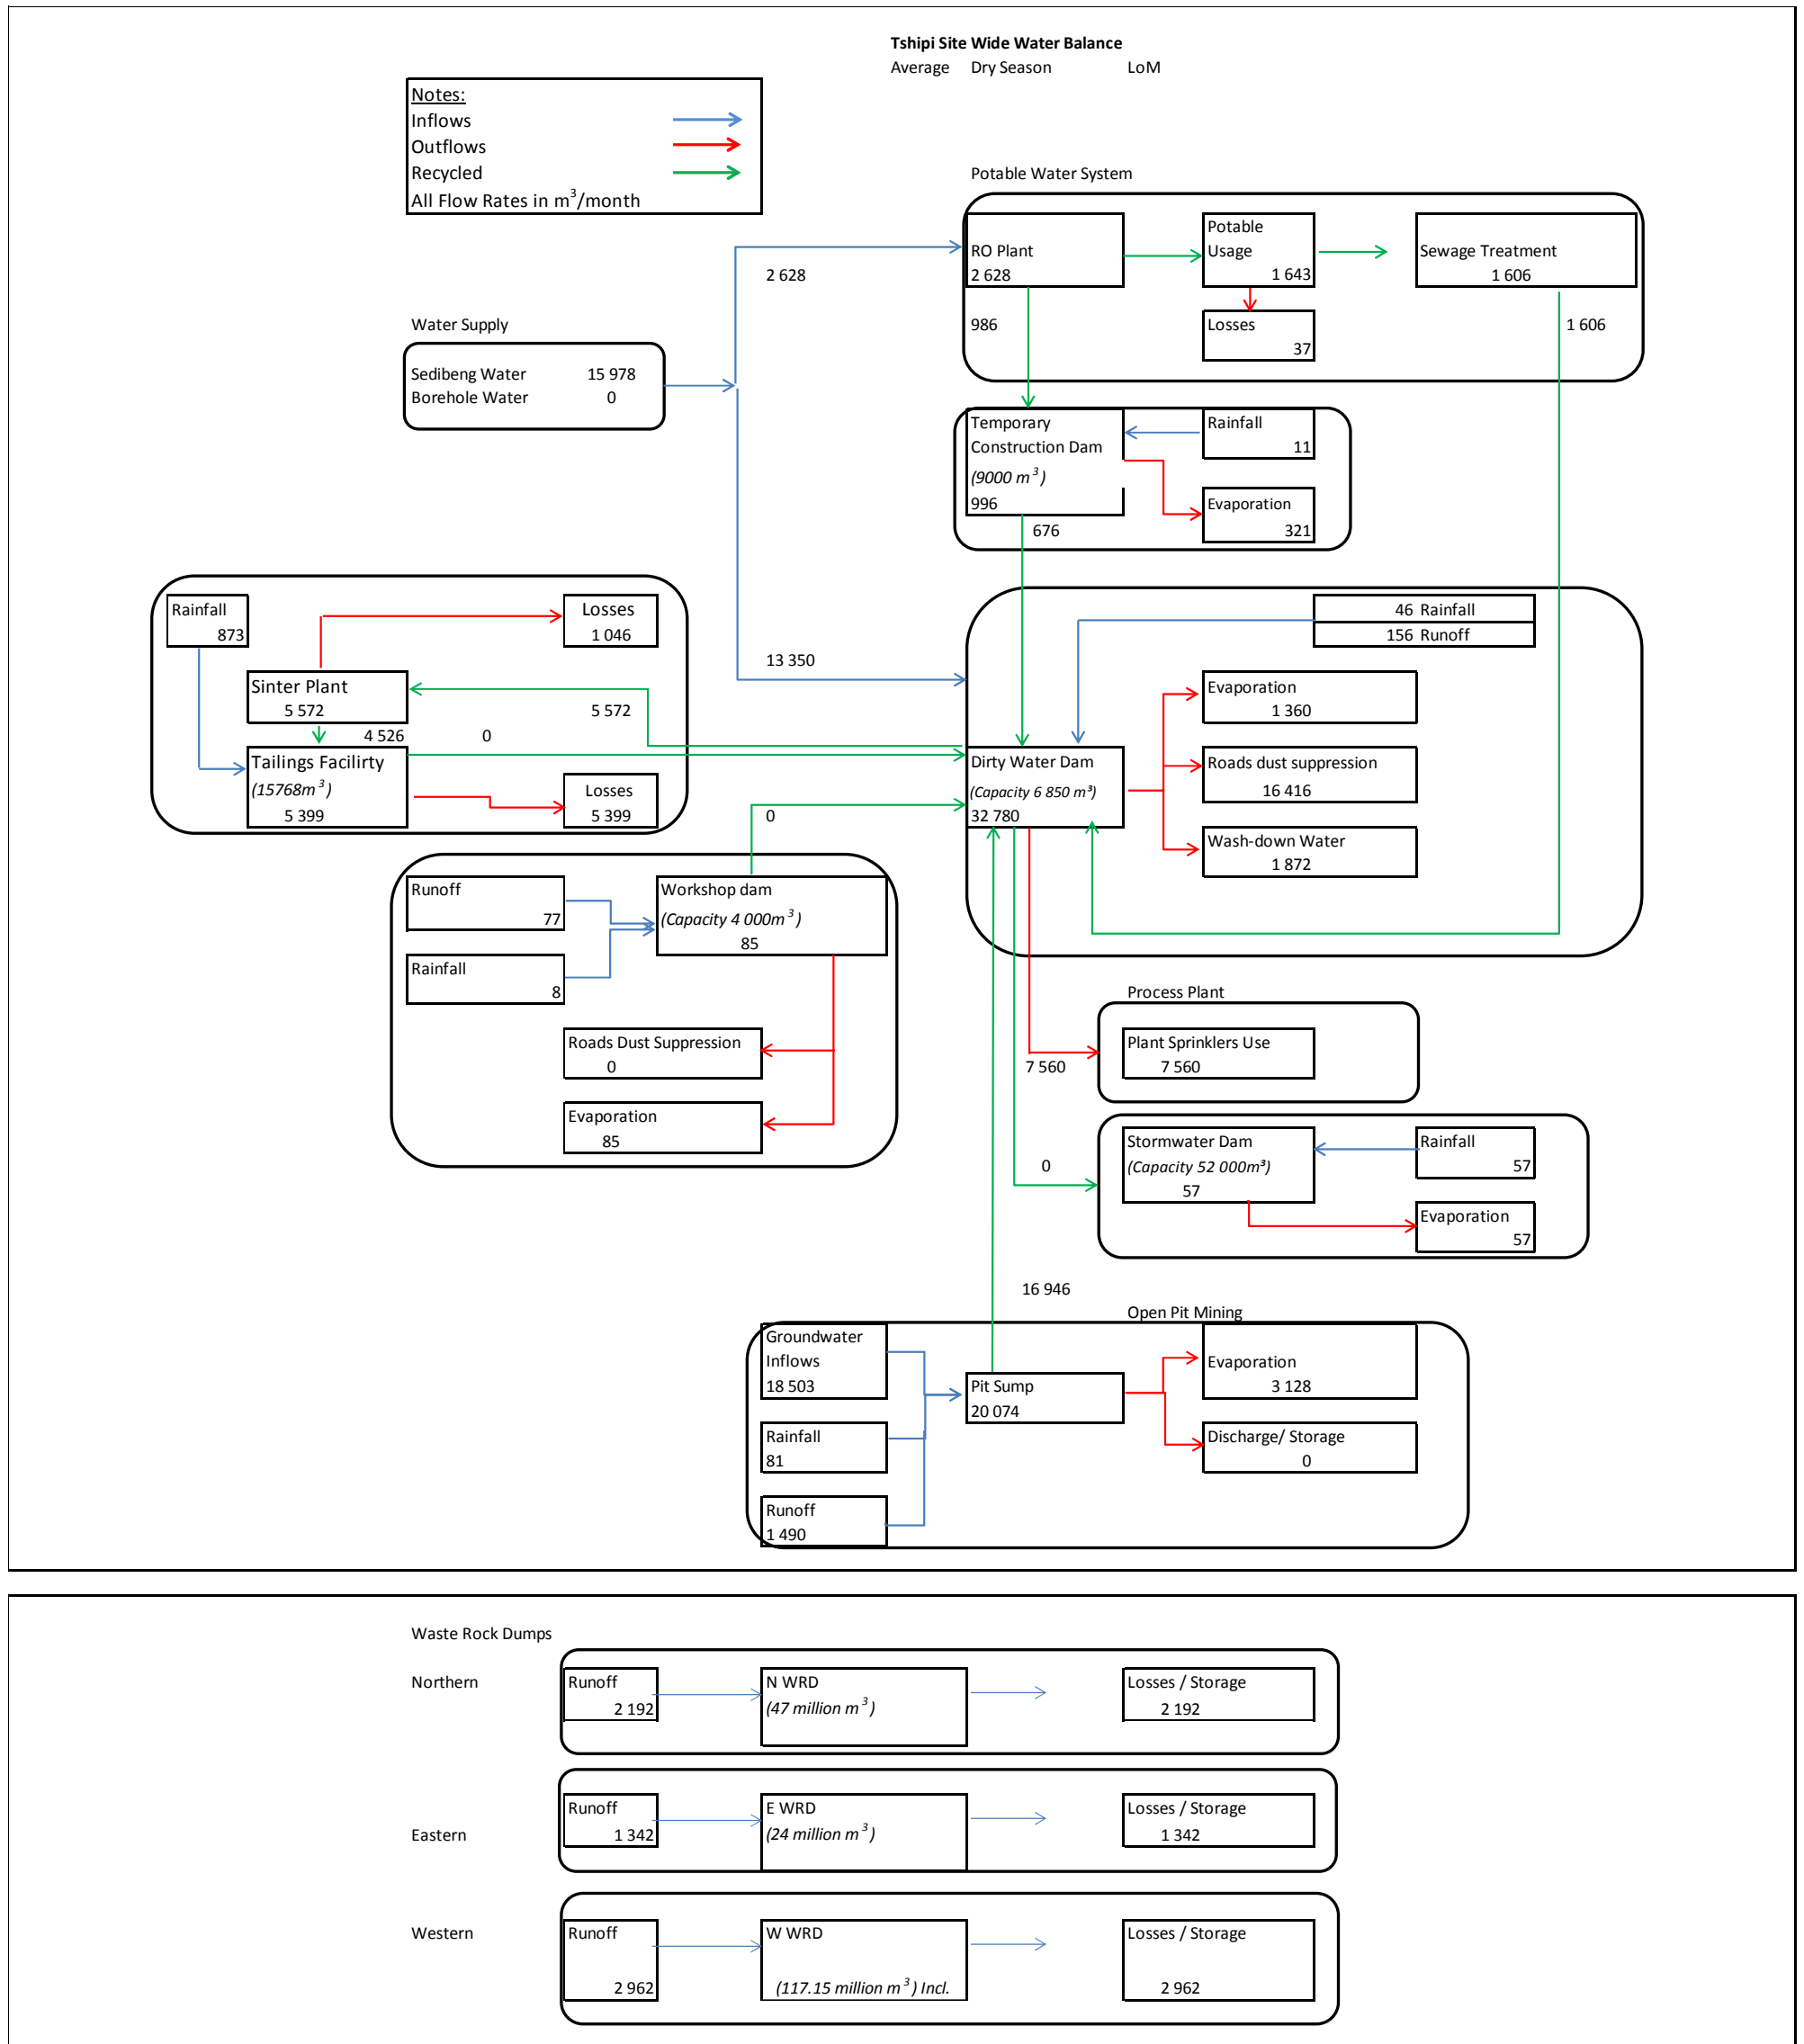 Tshipi Site Wide Water Balance
Average Dry Season LoM
Notes:
Inflows
Outflows
Recycled
All Flow Rates in m³/month
Potable Water System
RO Plant
2 628
Potable
Usage
1 643
Sewage Treatment
1 606
2 628
986
Losses
37
1 606
Water Supply
Sedibeng Water 15 978
Borehole Water 0
Temporary
Construction Dam
(9000 m³)
996
Rainfall
11
Evaporation
321
676
Rainfall
873
Losses
1 046
Sinter Plant
5 572
5 572
4 526
0
Tailings Facilirty
(15768m³)
5 399
Losses
5 399
13 350
46 Rainfall
156 Runoff
Evaporation
1 360
Dirty Water Dam
(Capacity 6 850 m³)
32 780
Roads dust suppression
16 416
Wash-down Water
1 872
0
Runoff
77
Workshop dam
(Capacity 4 000m³)
85
Rainfall
8
Roads Dust Suppression
0
Evaporation
85
Process Plant
Plant Sprinklers Use
7 560
7 560
Stormwater Dam
(Capacity 52 000m³)
57
0
Rainfall
57
Evaporation
57
16 946
Open Pit Mining
Groundwater
Inflows
18 503
Pit Sump
20 074
Evaporation
3 128
Rainfall
81
Discharge/ Storage
0
Runoff
1 490
Waste Rock Dumps
Northern
Runoff
2 192
N WRD
(47 million m³)
Losses / Storage
2 192
Eastern
Runoff
1 342
E WRD
(24 million m³)
Losses / Storage
1 342
Western
Runoff
2 962
W WRD
(117.15 million m³) Incl.
Losses / Storage
2 962